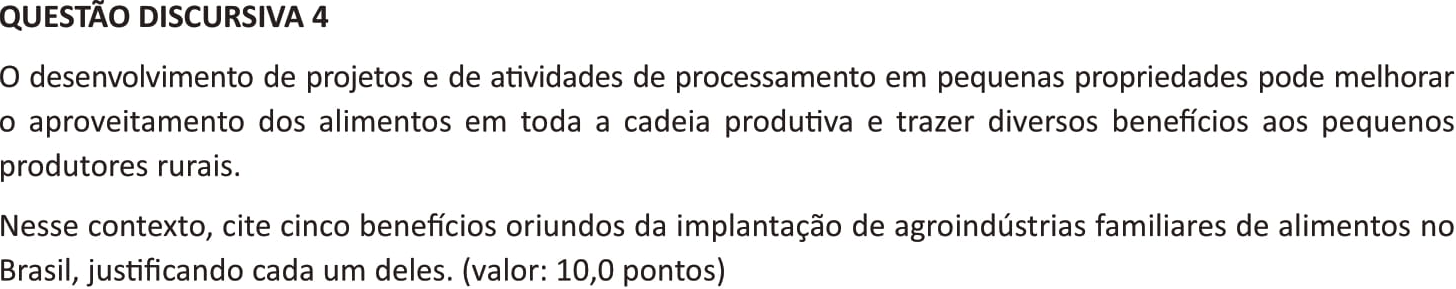 QUESTÃO DISCURSIVA 4
O desenvolvimento de projetos e de atividades de processamento em pequenas propriedades pode melhorar
o aproveitamento dos alimentos em toda a cadeia produtiva e trazer diversos benefícios aos pequenos
produtores rurais.
Nesse contexto, cite cinco benefícios oriundos da implantação de agroindústrias familiares de alimentos no
Brasil, justificando cada um deles. (valor: 10,0 pontos)